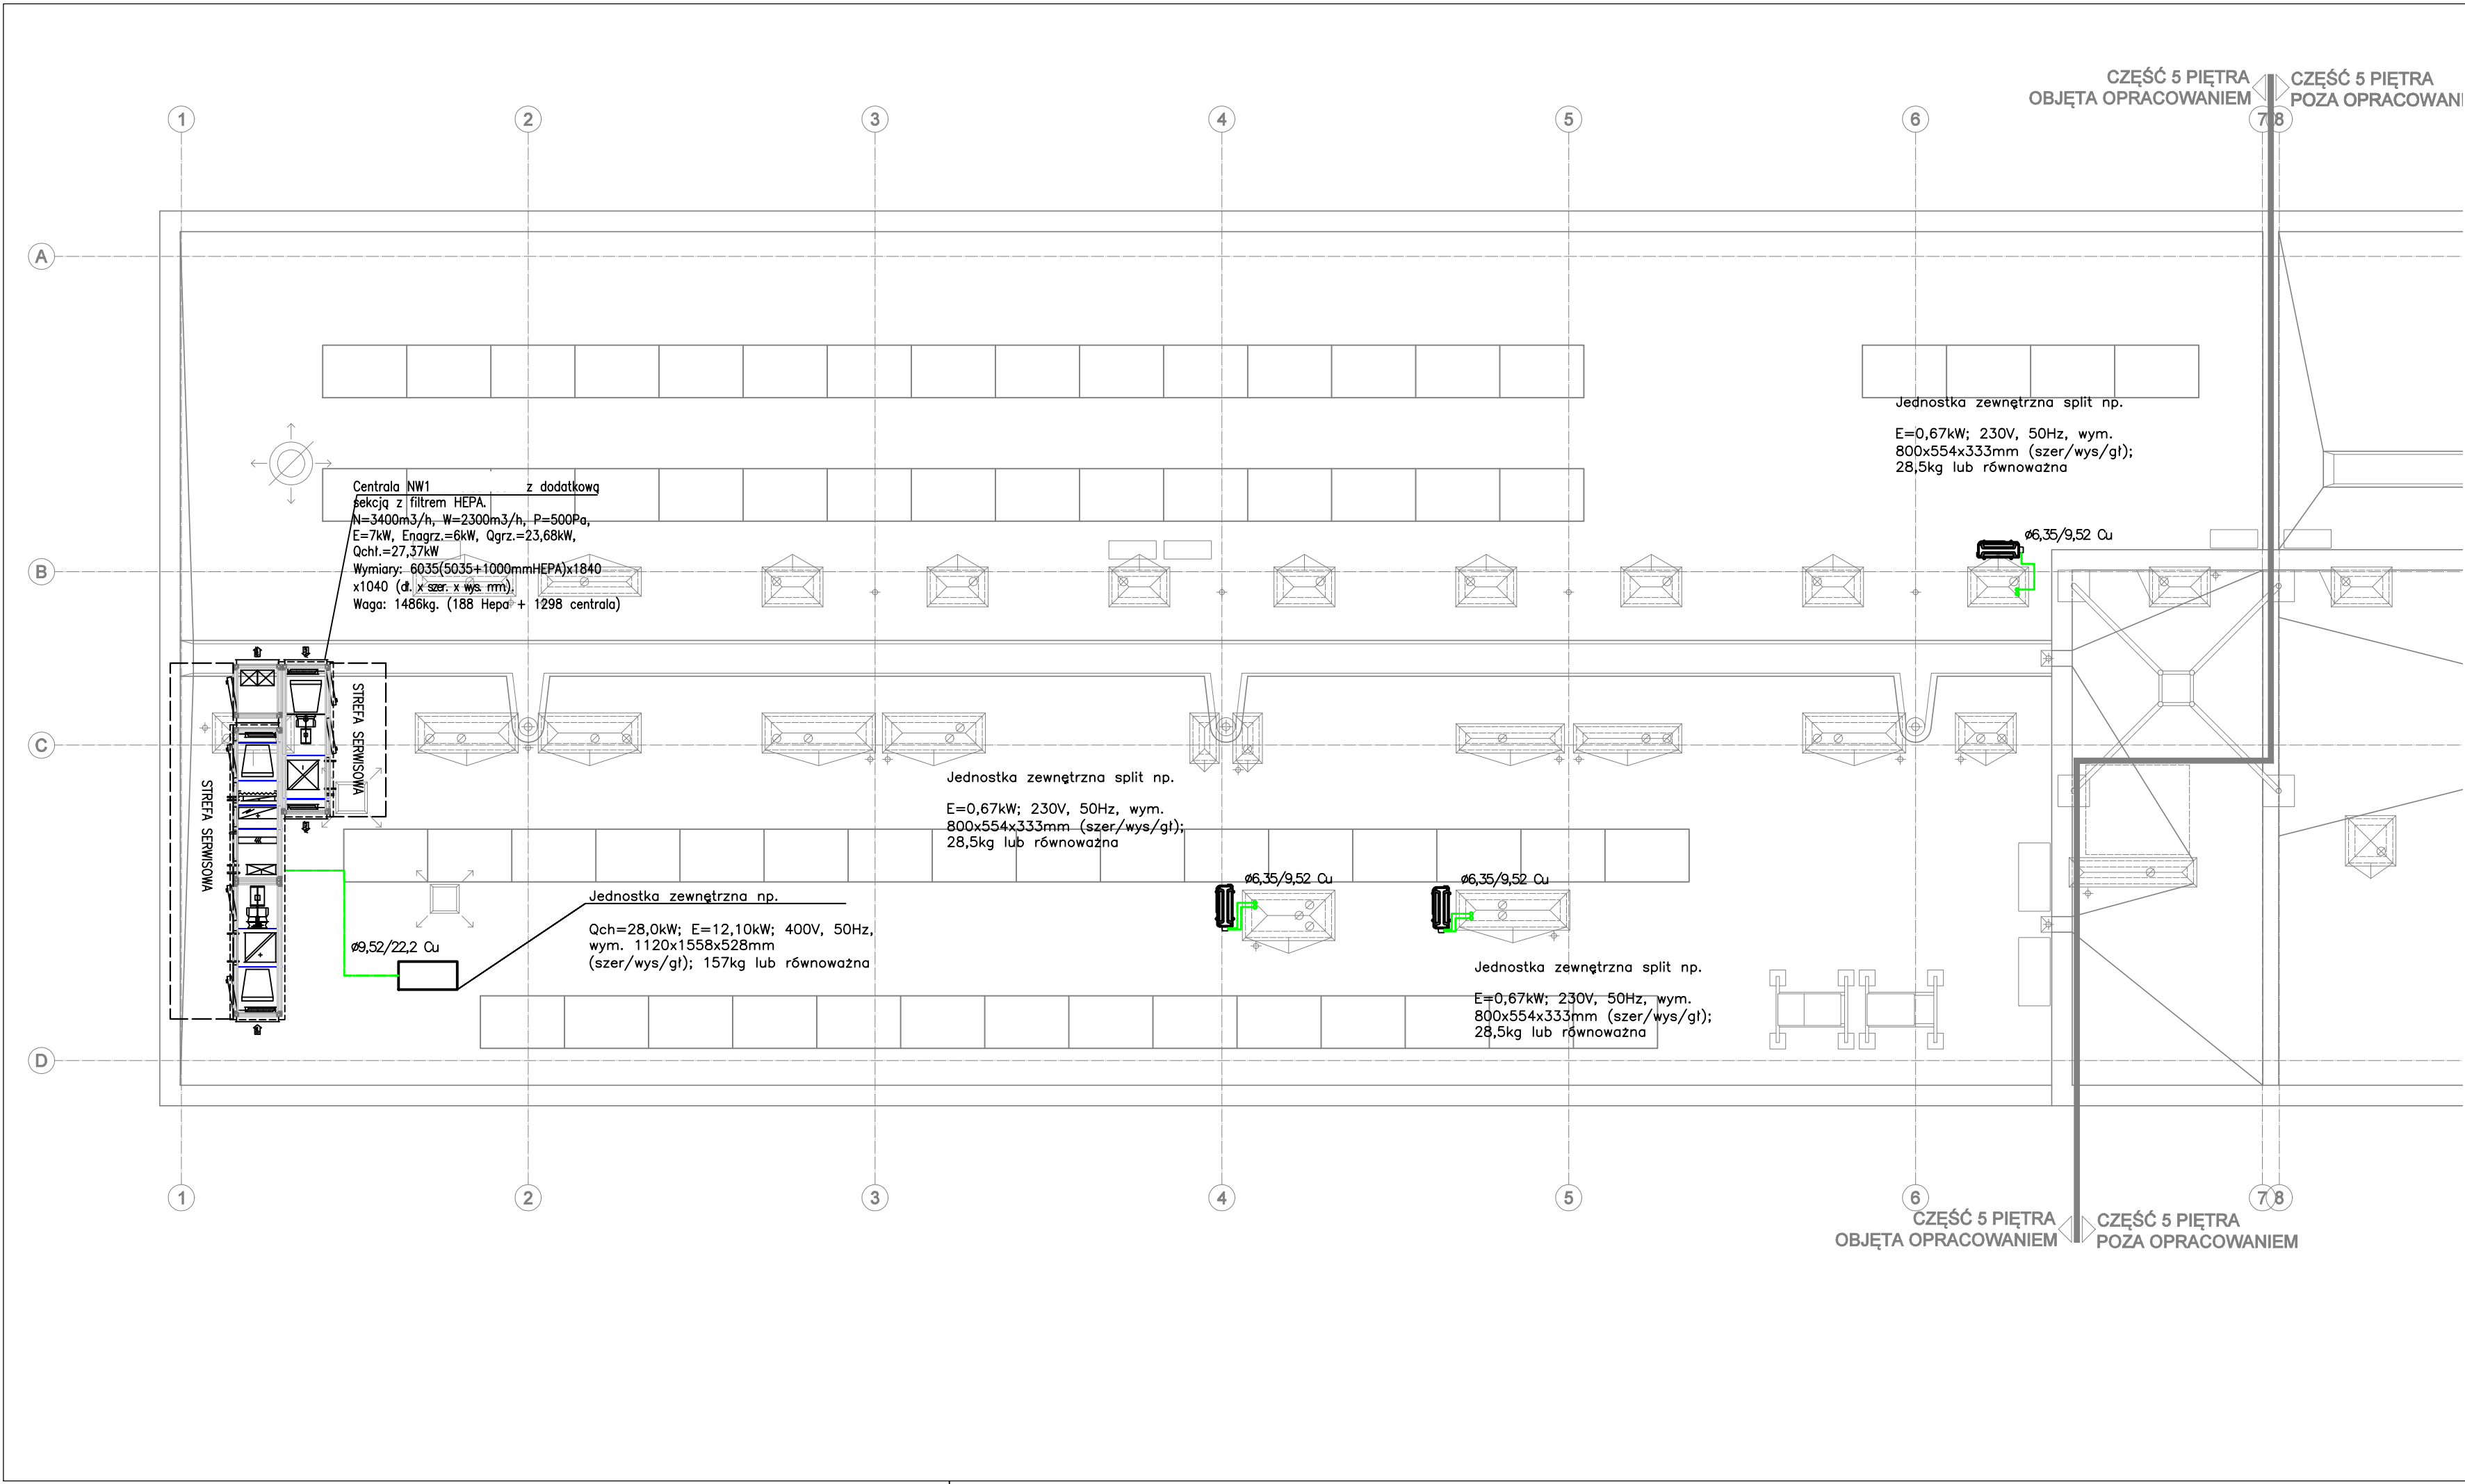 CZĘŚĆ 5 PIĘTRA
OBJĘTA OPRACOWANIEM
CZĘŚĆ 5 PIĘTRA
POZA OPRACOWANI
1
2
3
4
5
6
7
8
A
Jednostka zewnętrzna split np.
E=0,67kW; 230V, 50Hz, wym.
800x554x333mm (szer/wys/gł);
28,5kg lub równoważna
Centrala NW1 z dodatkową
sekcją z filtrem HEPA.
N=3400m3/h, W=2300m3/h, P=500Pa,
E=7kW, Enagrz.=6kW, Qgrz.=23,68kW,
Qchł.=27,37kW
Wymiary: 6035(5035+1000mmHEPA)x1840
x1040 (dł. x szer. x wys. mm).
Waga: 1486kg. (188 Hepa + 1298 centrala)
ø6,35/9,52 Cu
B
STREFA SERWISOWA
C
STREFA SERWISOWA
Jednostka zewnętrzna split np.
E=0,67kW; 230V, 50Hz, wym.
800x554x333mm (szer/wys/gł);
28,5kg lub równoważna
ø6,35/9,52 Cu
ø6,35/9,52 Cu
Jednostka zewnętrzna np.
Qch=28,0kW; E=12,10kW; 400V, 50Hz,
wym. 1120x1558x528mm
(szer/wys/gł); 157kg lub równoważna
ø9,52/22,2 Cu
Jednostka zewnętrzna split np.
E=0,67kW; 230V, 50Hz, wym.
800x554x333mm (szer/wys/gł);
28,5kg lub równoważna
D
1
2
3
4
5
6
7
8
CZĘŚĆ 5 PIĘTRA
OBJĘTA OPRACOWANIEM
CZĘŚĆ 5 PIĘTRA
POZA OPRACOWANIEM